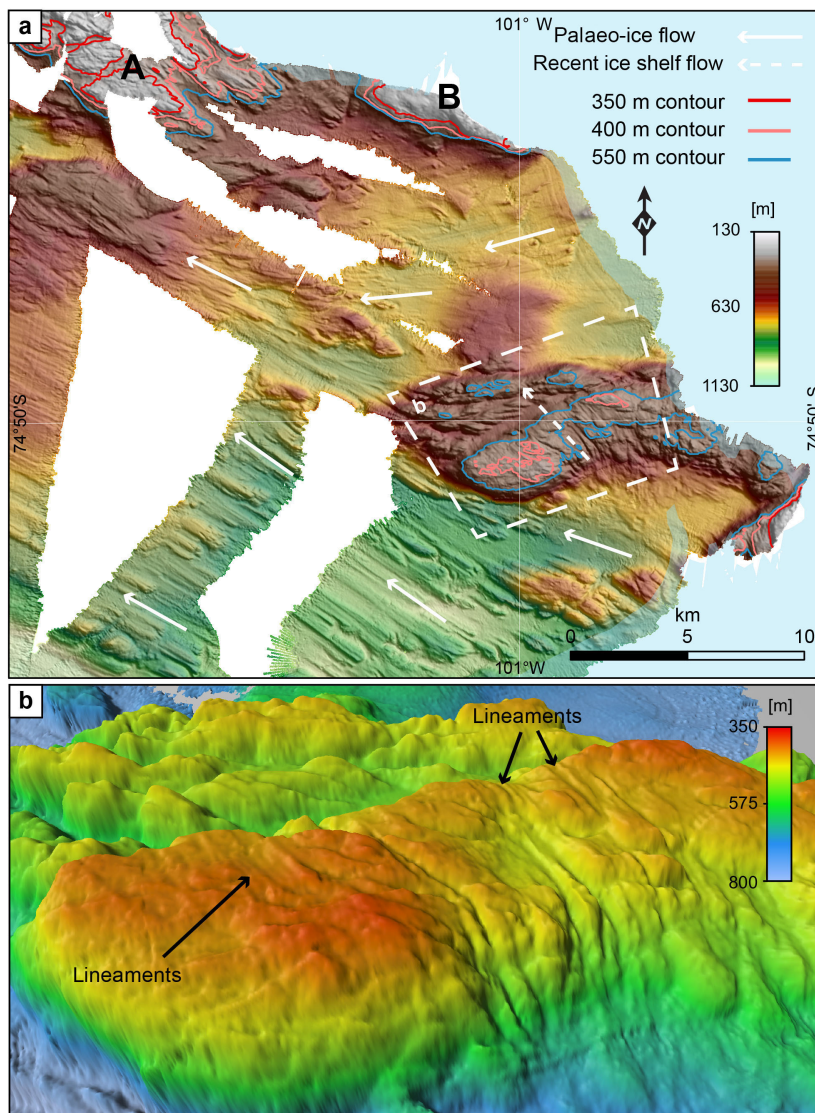 a
101° W
Palaeo-ice flow
Recent ice shelf flow
350 m contour
400 m contour
550 m contour
A
B
N
[m]
130
630
1130
b
74°50'S
74°50'S
km
0
5
10
101°W
b
Lineaments
[m]
350
575
800
Lineaments